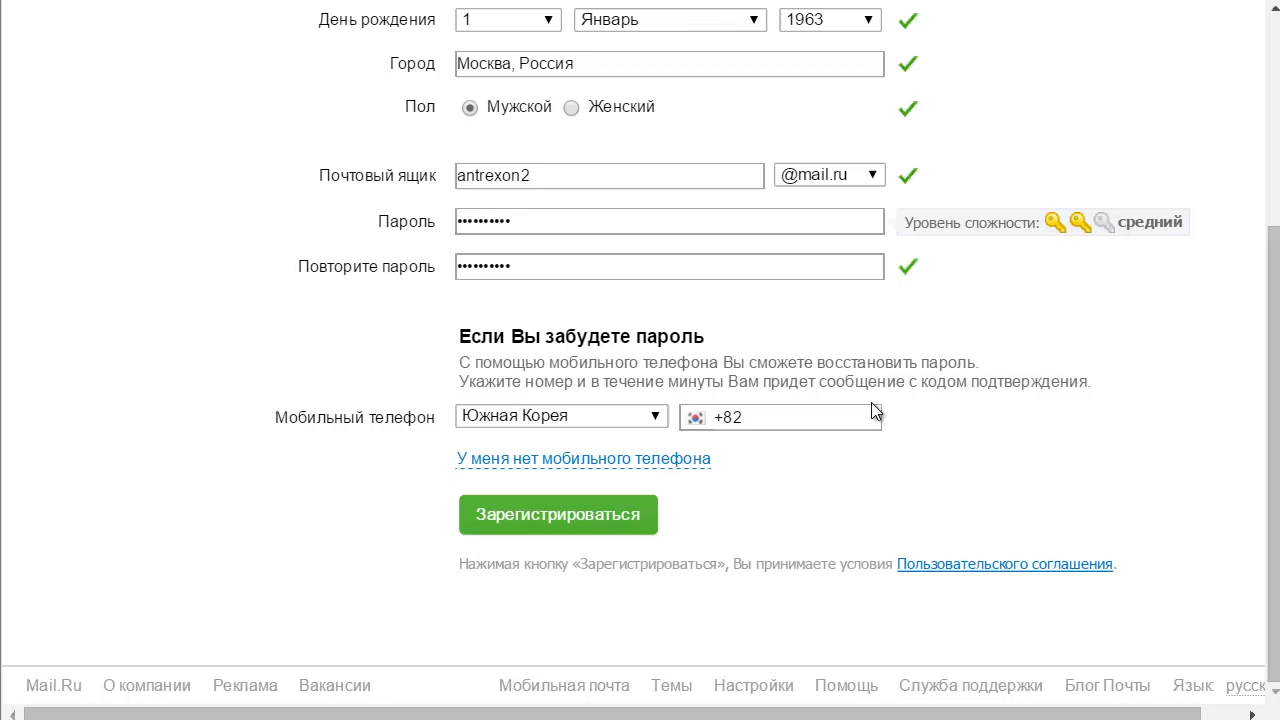 День рождения 1 Январь 1963
Город Москва, Россия
Пол Мужской Женский
Почтовый ящик antrexon2 @mail.ru
Пароль •••••••••• Уровень сложности: средний
Повторите пароль ••••••••••
Если Вы забудете пароль
С помощью мобильного телефона Вы сможете восстановить пароль.
Укажите номер и в течение минуты Вам придет сообщение с кодом подтверждения.
Мобильный телефон Южная Корея +82
У меня нет мобильного телефона
Зарегистрироваться
Нажимая кнопку «Зарегистрироваться», Вы принимаете условия Пользовательского соглашения.
Mail.Ru О компании Реклама Вакансии Мобильная почта Темы Настройки Помощь Служба поддержки Блог Почты Язык: русск